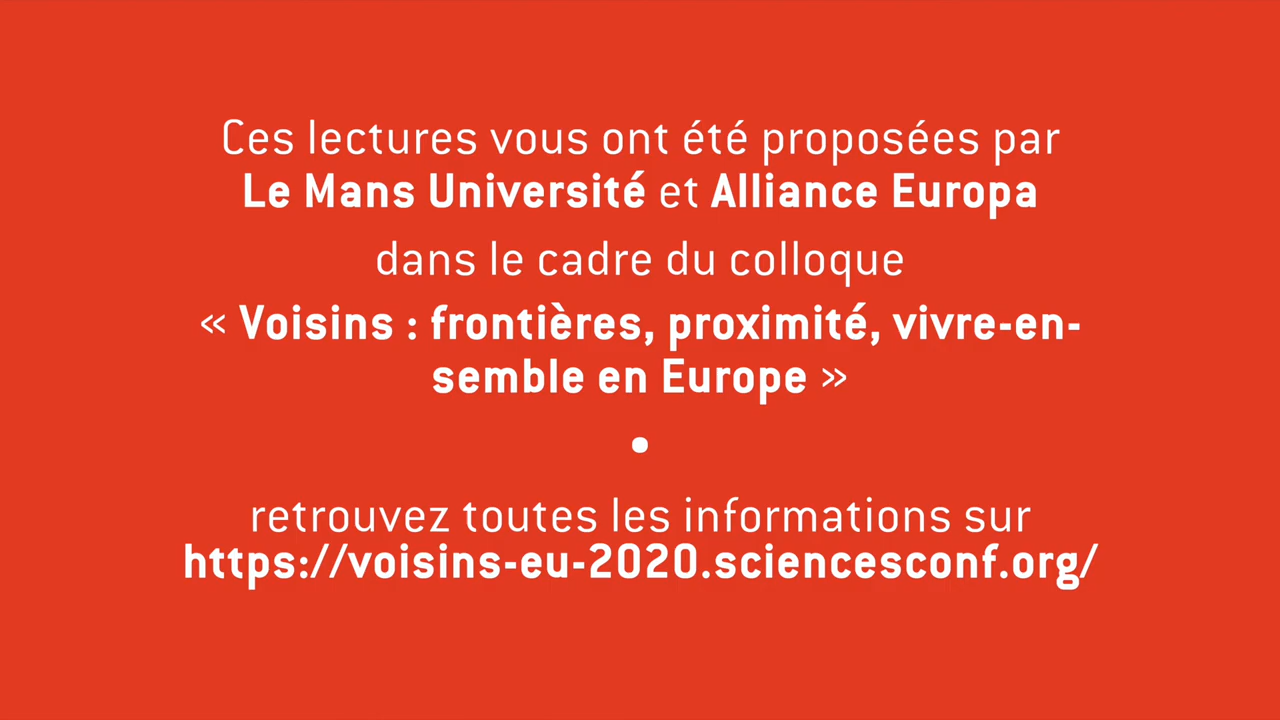 Ces lectures vous ont été proposées par
Le Mans Université et Alliance Europa
dans le cadre du colloque
« Voisins : frontières, proximité, vivre-en-
semble en Europe »
•
retrouvez toutes les informations sur
https://voisins-eu-2020.sciencesconf.org/